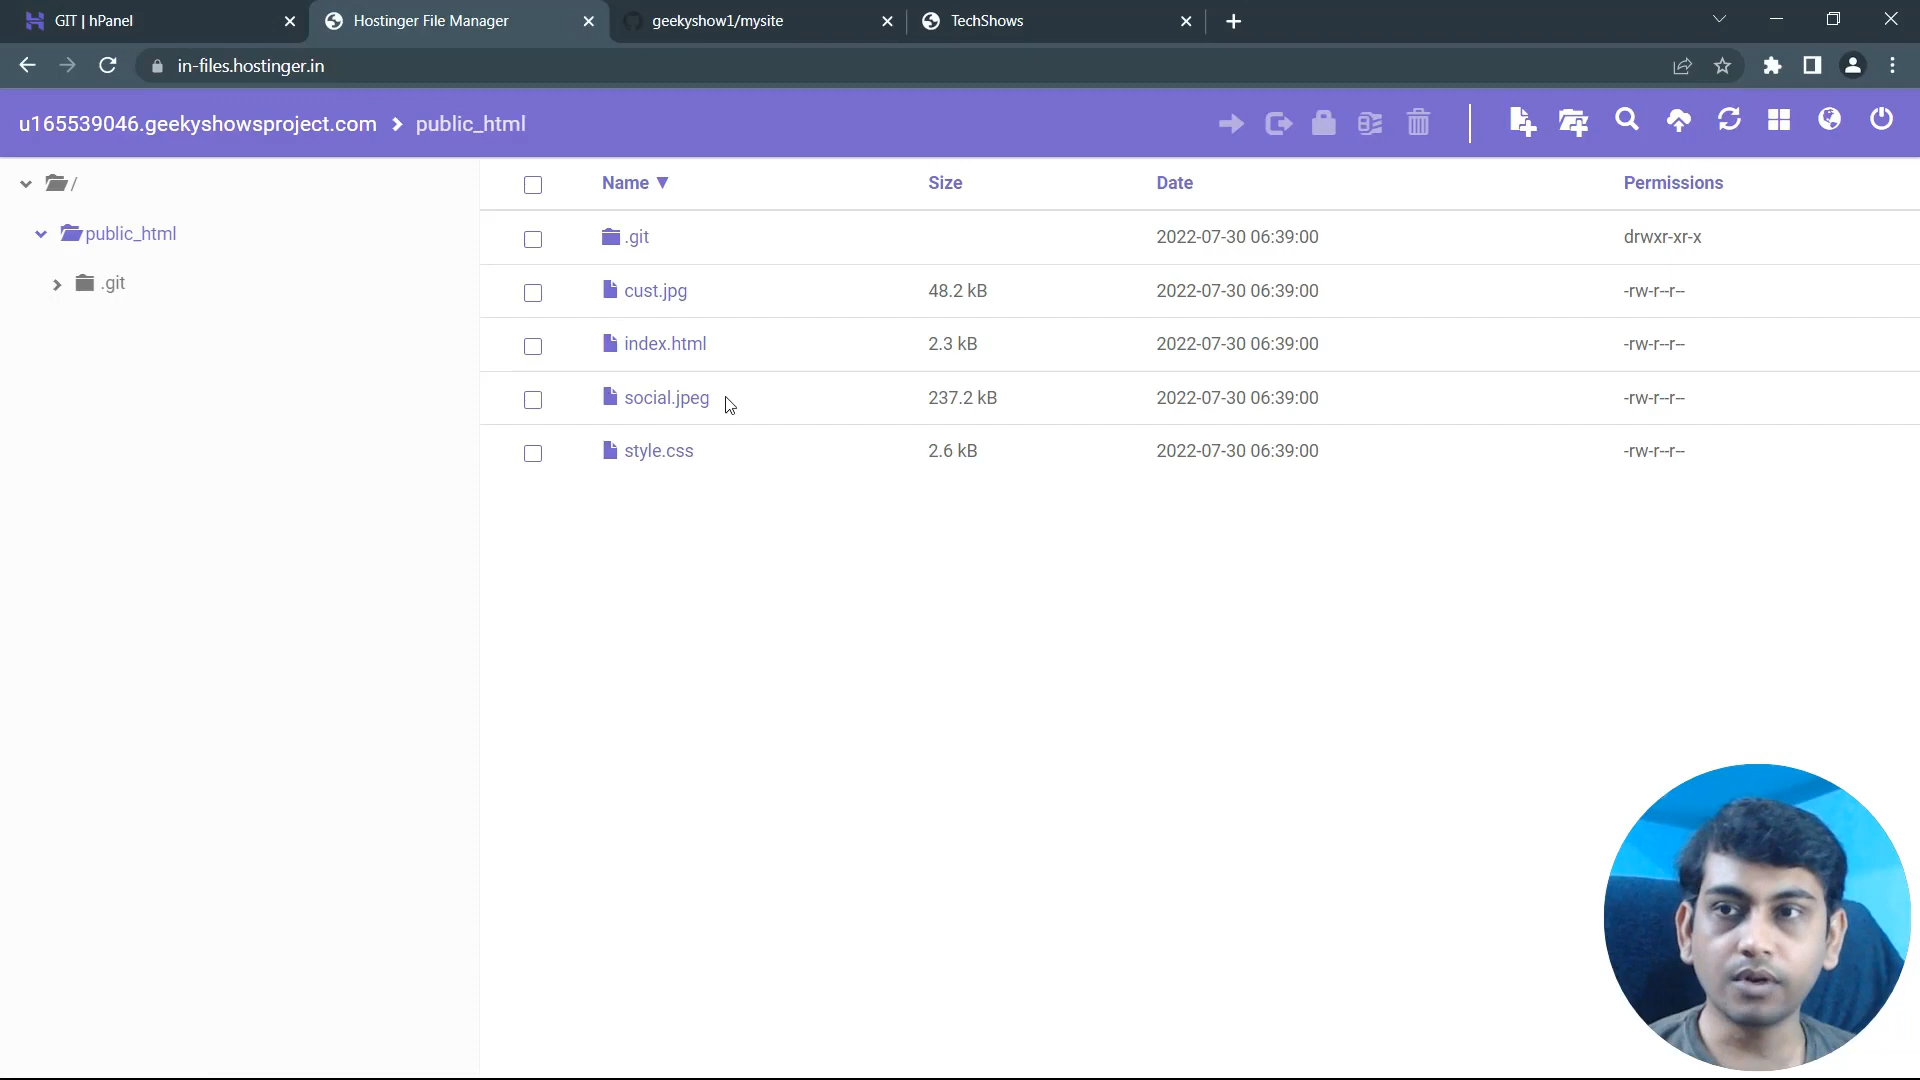 GIT | hPanel
Hostinger File Manager
geekyshow1/mysite
TechShows
in-files.hostinger.in
u165539046.geekyshowsproject.com > public_html
/
public_html
.git
Name ▼ Size Date Permissions
.git 2022-07-30 06:39:00 drwxr-xr-x
cust.jpg 48.2 kB 2022-07-30 06:39:00 -rw-r--r--
index.html 2.3 kB 2022-07-30 06:39:00 -rw-r--r--
social.jpeg 237.2 kB 2022-07-30 06:39:00 -rw-r--r--
style.css 2.6 kB 2022-07-30 06:39:00 -rw-r--r--